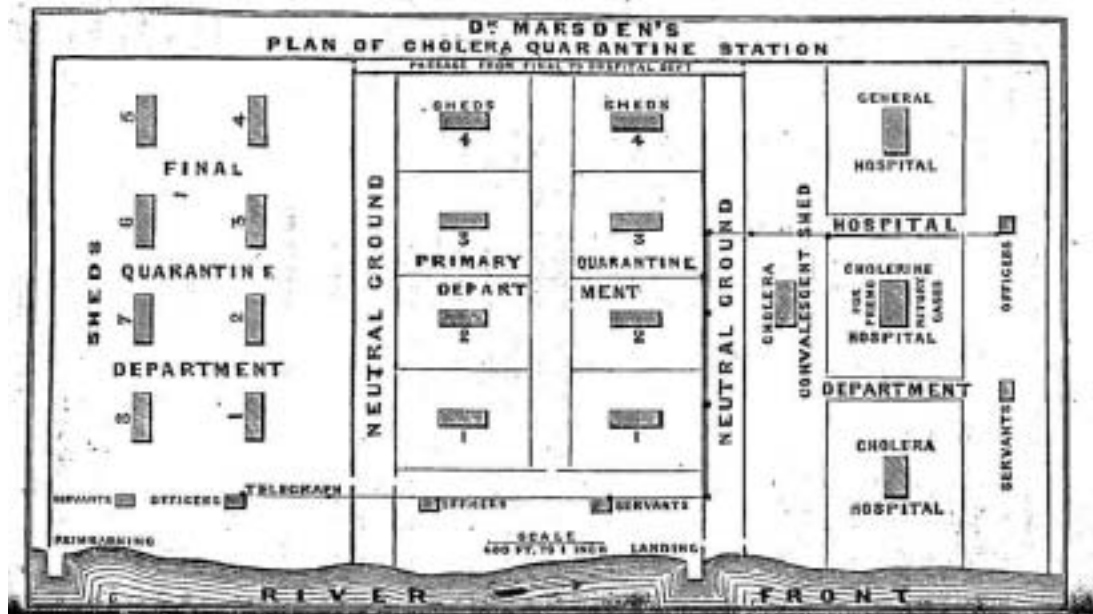 DR. MARSDEN'S
PLAN OF CHOLERA QUARANTINE STATION
PASSAGE FROM FINAL TO HOSPITAL DEPT
5
4
FINAL
6
3
SHEDS
QUARANTINE
7
2
DEPARTMENT
8
1
SERVANTS
OFFICERS
TELEGRAPH
NEUTRAL GROUND
SHEDS
4
SHEDS
4
3
3
PRIMARY
QUARANTINE
DEPART
MENT
2
2
1
1
OFFICERS
SERVANTS
NEUTRAL GROUND
CHOLERA
CONVALESCENT SHED
GENERAL
HOSPITAL
HOSPITAL
OFFICERS
CHOLERINE
FOR PREMO
NITORY
CASES
HOSPITAL
DEPARTMENT
SERVANTS
CHOLERA
HOSPITAL
SCALE
FT. TO 1 INCH
LANDING
RIVER
FRONT